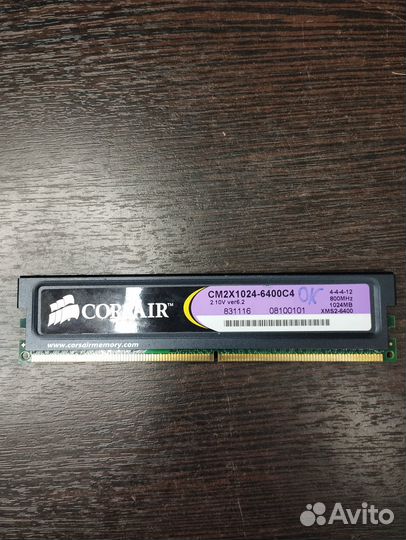 CORSAIR™
www.corsairmemory.com
CM2X1024-6400C4
2.10V ver6.2
831116 08100101
OK
4-4-4-12
800MHz
1024MB
XMS2-6400
Avito